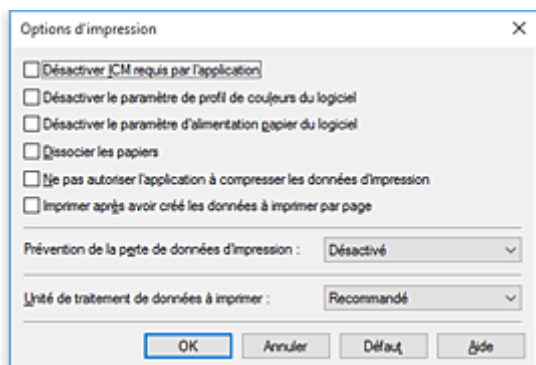 Options d'impression
Désactiver ICM requis par l'application
Désactiver le paramètre de profil de couleurs du logiciel
Désactiver le paramètre d'alimentation papier du logiciel
Dissocier les papiers
Ne pas autoriser l'application à compresser les données d'impression
Imprimer après avoir créé les données à imprimer par page
Prévention de la perte de données d'impression : Désactivé
Unité de traitement de données à imprimer : Recommandé
OK Annuler Défaut Aide